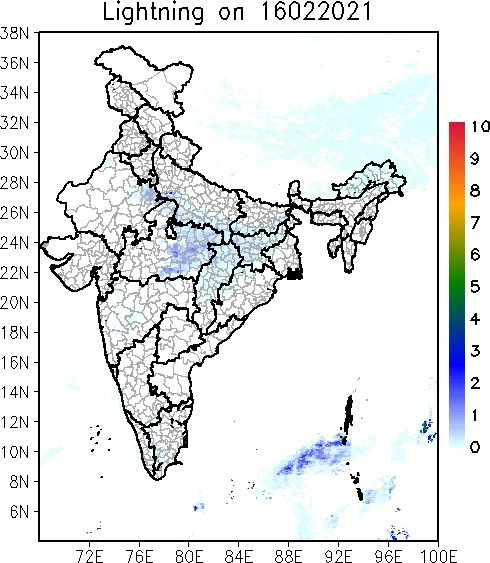 Lightning on 16022021
38N
36N
34N
32N
30N
28N
26N
24N
22N
20N
18N
16N
14N
12N
10N
8N
6N
72E 76E 80E 84E 88E 92E 96E 100E
10
9
8
7
6
5
4
3
2
1
0